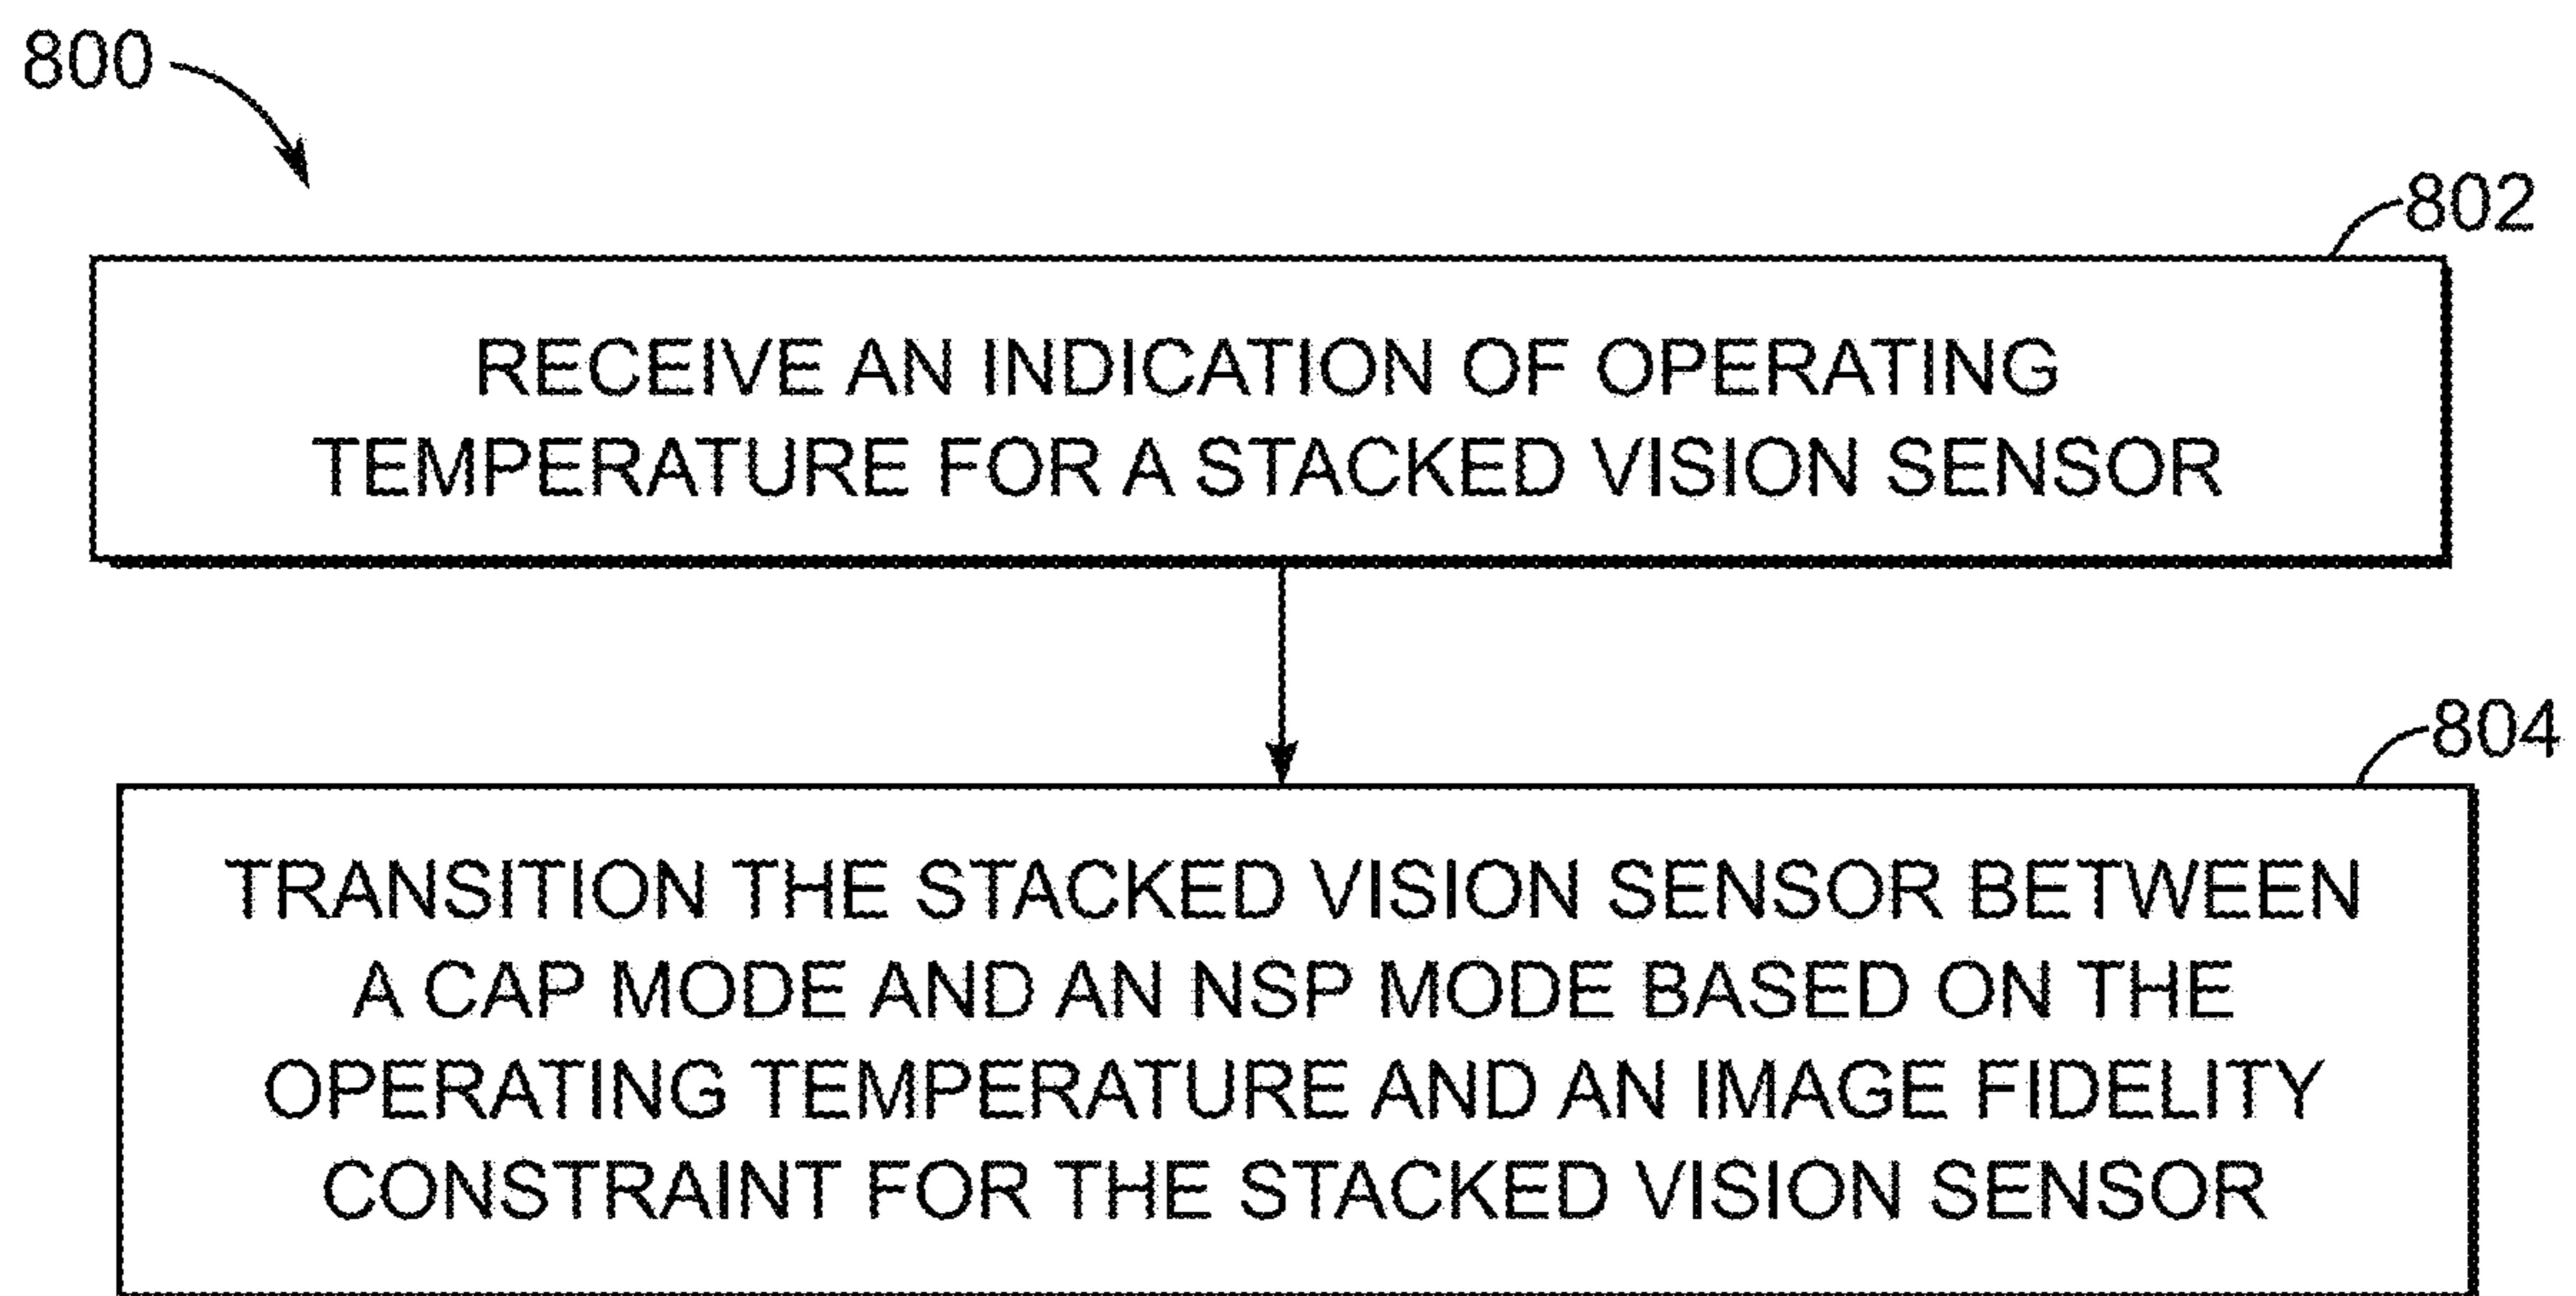 800
802
RECEIVE AN INDICATION OF OPERATING
TEMPERATURE FOR A STACKED VISION SENSOR
804
TRANSITION THE STACKED VISION SENSOR BETWEEN
A CAP MODE AND AN NSP MODE BASED ON THE
OPERATING TEMPERATURE AND AN IMAGE FIDELITY
CONSTRAINT FOR THE STACKED VISION SENSOR